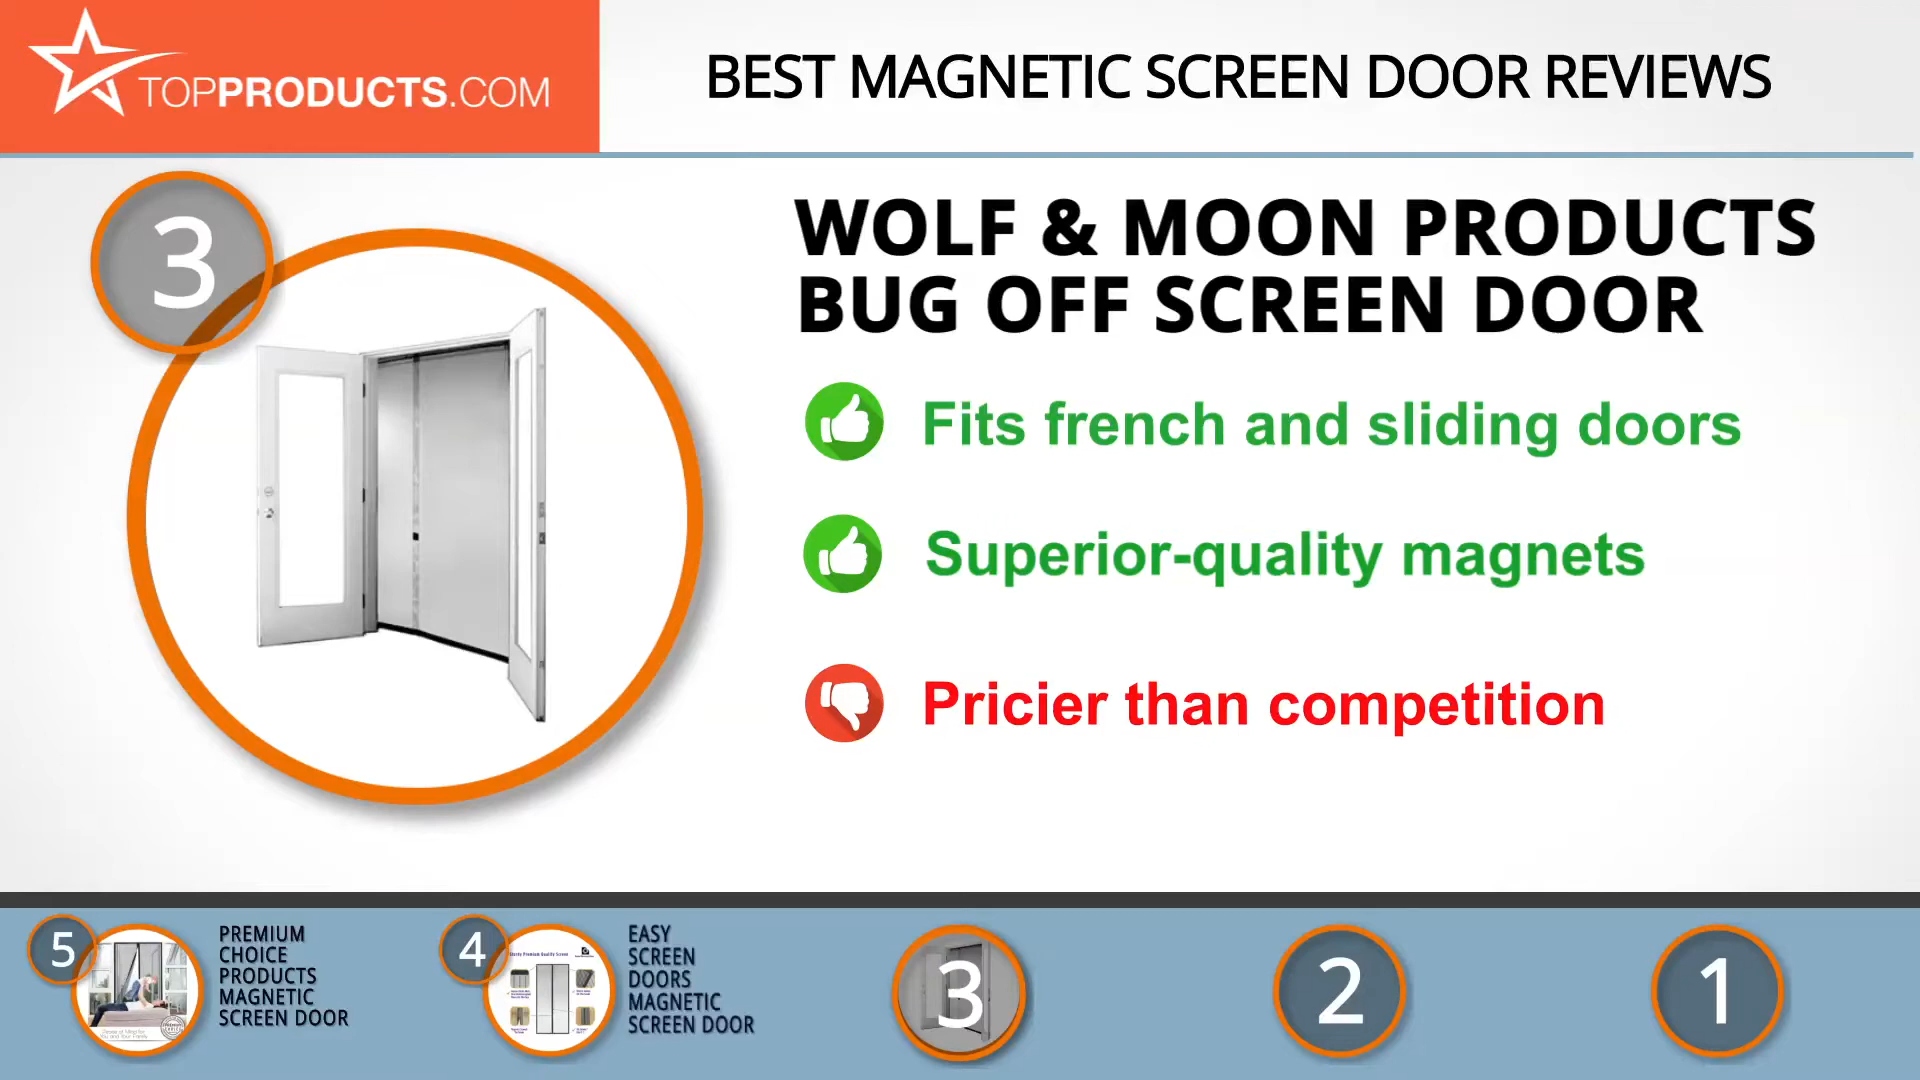 TOPPRODUCTS.COM
BEST MAGNETIC SCREEN DOOR REVIEWS
3
WOLF & MOON PRODUCTS
BUG OFF SCREEN DOOR
Fits french and sliding doors
Superior-quality magnets
Pricier than competition
5
PREMIUM
CHOICE
PRODUCTS
MAGNETIC
SCREEN DOOR
4
EASY
SCREEN
DOORS
MAGNETIC
SCREEN DOOR
3
2
1